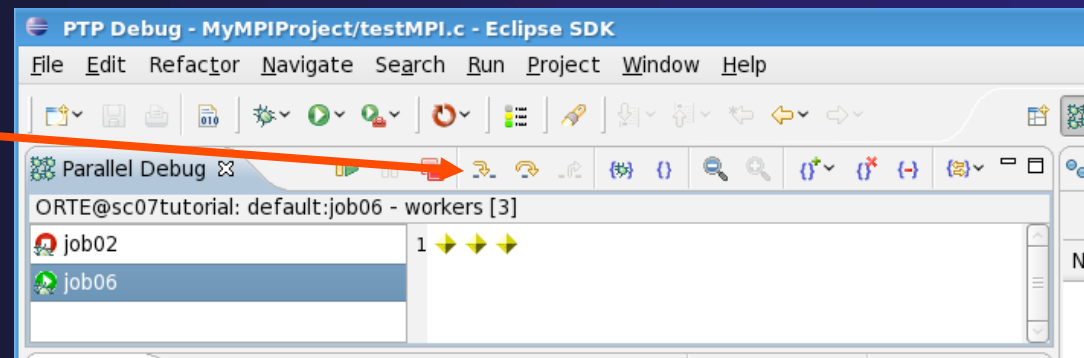 PTP Debug - MyMPIProject/testMPI.c - Eclipse SDK
File Edit Refactor Navigate Search Run Project Window Help
010
Parallel Debug
ORTE@sc07tutorial: default:job06 - workers [3]
job02
1
job06
N